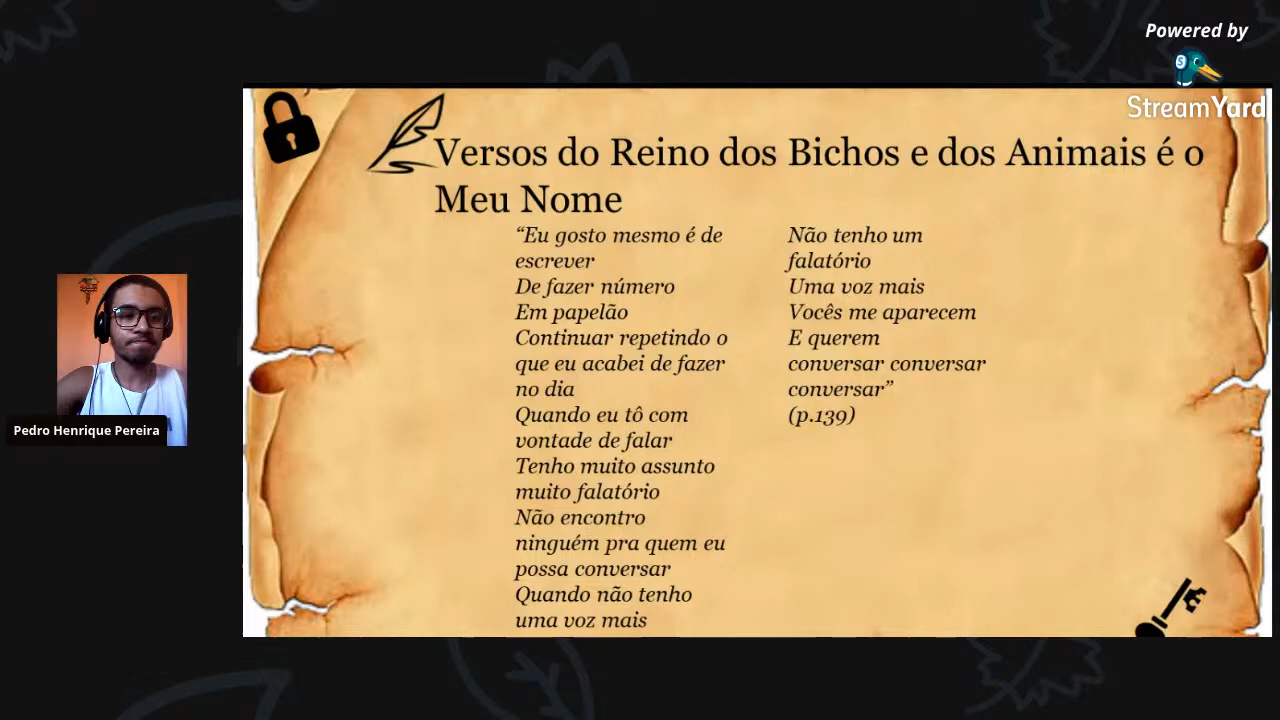 Powered by
StreamYard
Versos do Reino dos Bichos e dos Animais é o
Meu Nome
“Eu gosto mesmo é de
escrever
De fazer número
Em papelão
Continuar repetindo o
que eu acabei de fazer
no dia
Quando eu tô com
vontade de falar
Tenho muito assunto
muito falatório
Não encontro
ninguém pra quem eu
possa conversar
Quando não tenho
uma voz mais
Não tenho um
falatório
Uma voz mais
Vocês me aparecem
E querem
conversar conversar
conversar”
(p.139)
Pedro Henrique Pereira